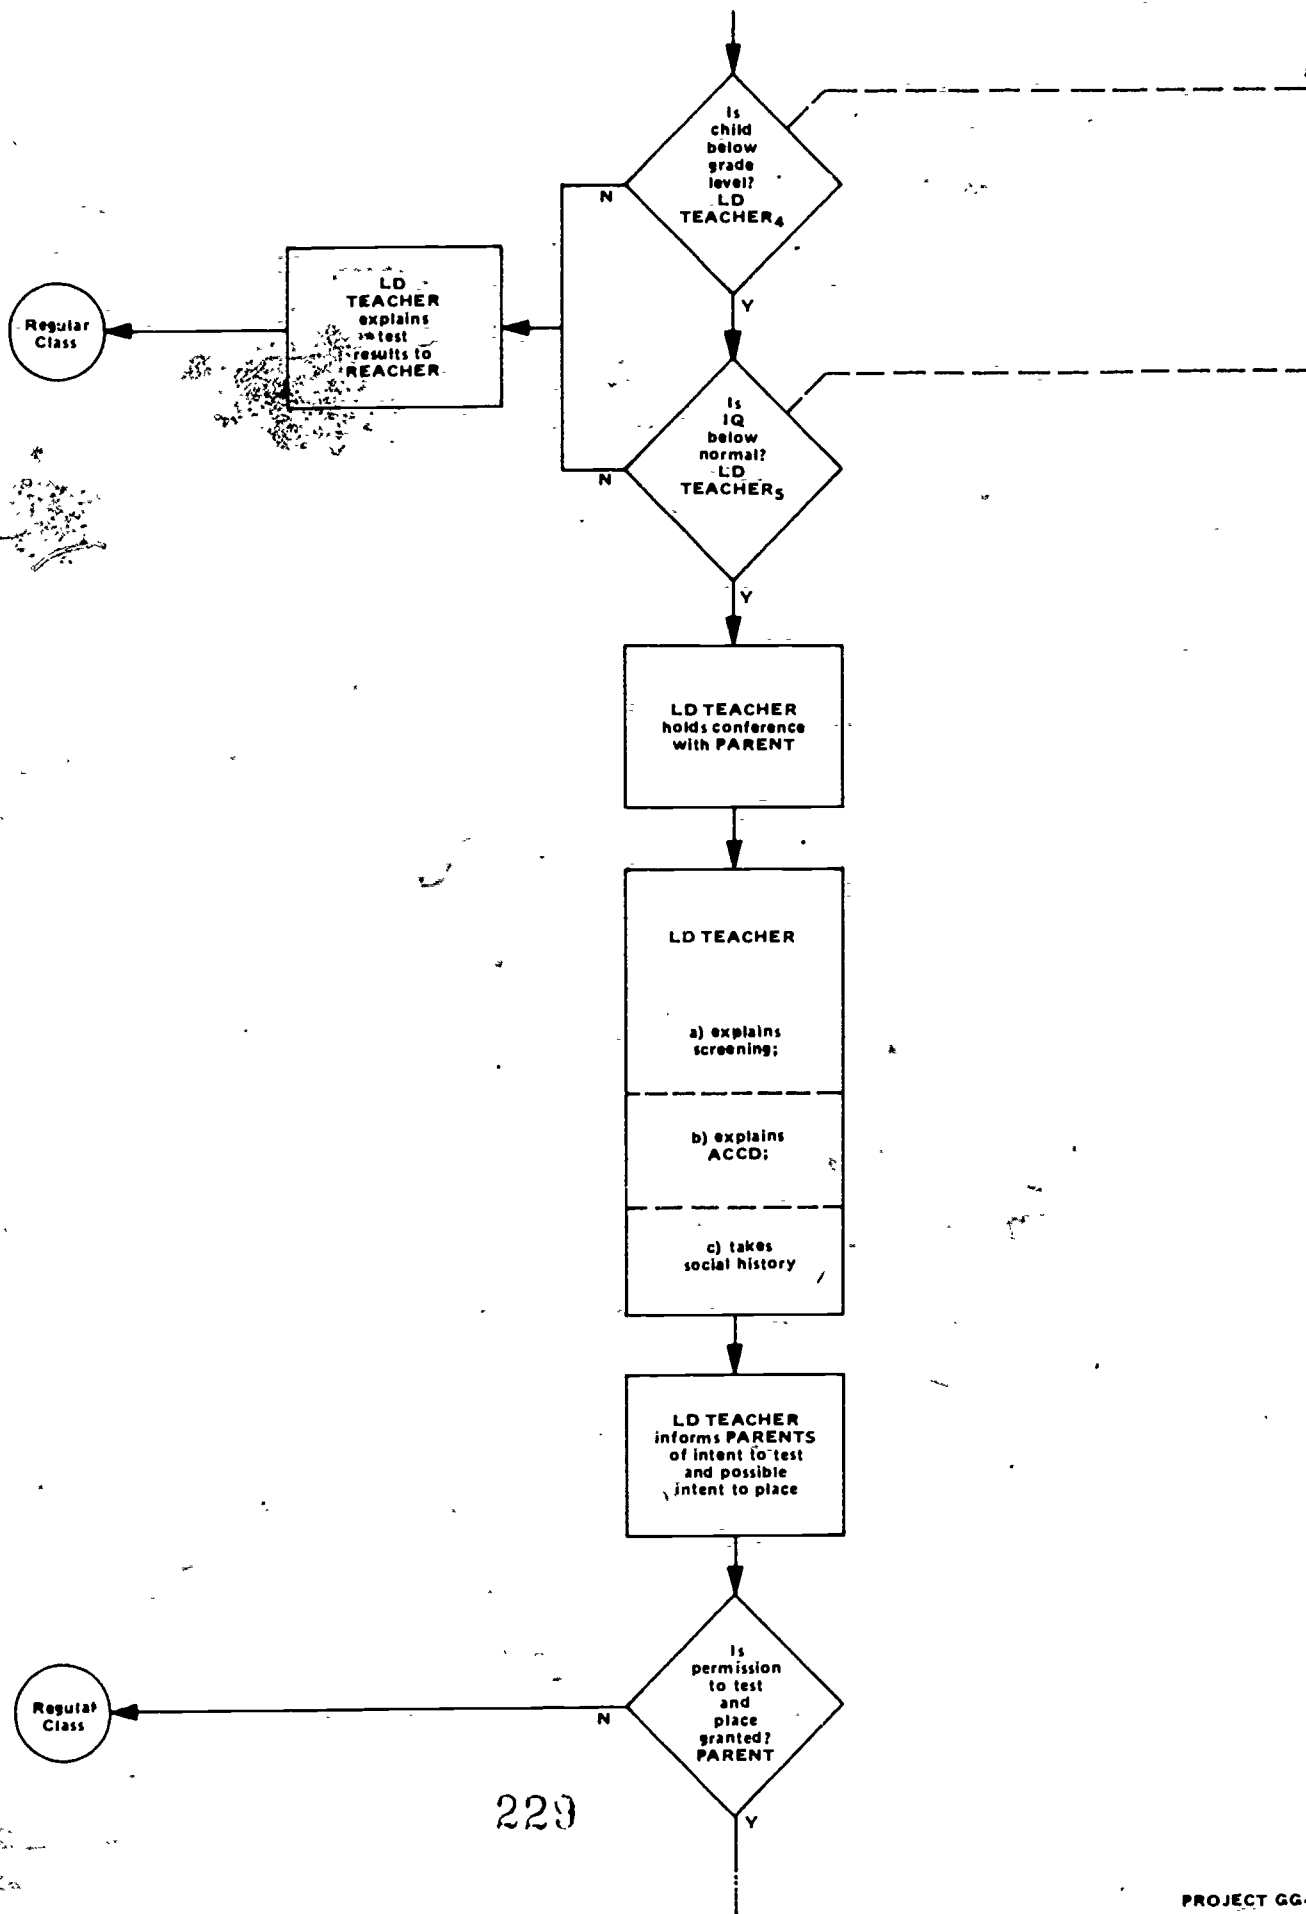 Is
child
below
grade
level?
LD
TEACHER4
N
Y
LD
TEACHER
explains
test
results to
REACHER
Regular
Class
Is
IQ
below
normal?
LD
TEACHER5
N
Y
LD TEACHER
holds conference
with PARENT
LD TEACHER
a) explains
screening;
b) explains
ACCD;
c) takes
social history
LD TEACHER
informs PARENTS
of intent to test
and possible
intent to place
Is
permission
to test
and
place
granted?
PARENT
N
Y
Regular
Class
229
PROJECT GG